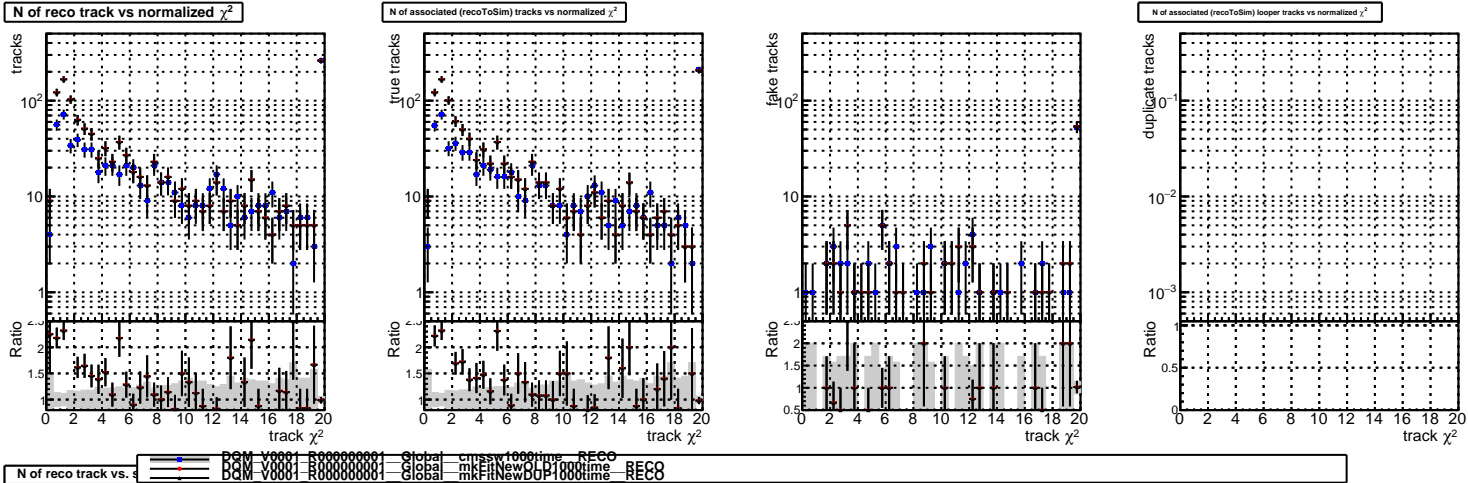 N of reco track vs normalized χ²
N of associated (recoToSim) tracks vs normalized χ²
N of associated (recoToSim) looper tracks vs normalized χ²
tracks
10²
10
1
Ratio
2.5
2
1.5
1
0 2 4 6 8 10 12 14 16 18 20
track χ²
true tracks
10²
10
1
Ratio
2.5
2
1.5
1
0 2 4 6 8 10 12 14 16 18 20
track χ²
fake tracks
10²
10
1
Ratio
2.5
2
1.5
1
0.5
0 2 4 6 8 10 12 14 16 18 20
track χ²
duplicate tracks
10⁻¹
10⁻²
10⁻³
Ratio
1
0.5
0
0 2 4 6 8 10 12 14 16 18 20
track χ²
DQM_V0001_R000000001__Global__cmssw1000time__RECO
DQM_V0001_R000000001__Global__mkFitNewOLD1000time__RECO
DQM_V0001_R000000001__Global__mkFitNewDUP1000time__RECO
N of reco track vs. s